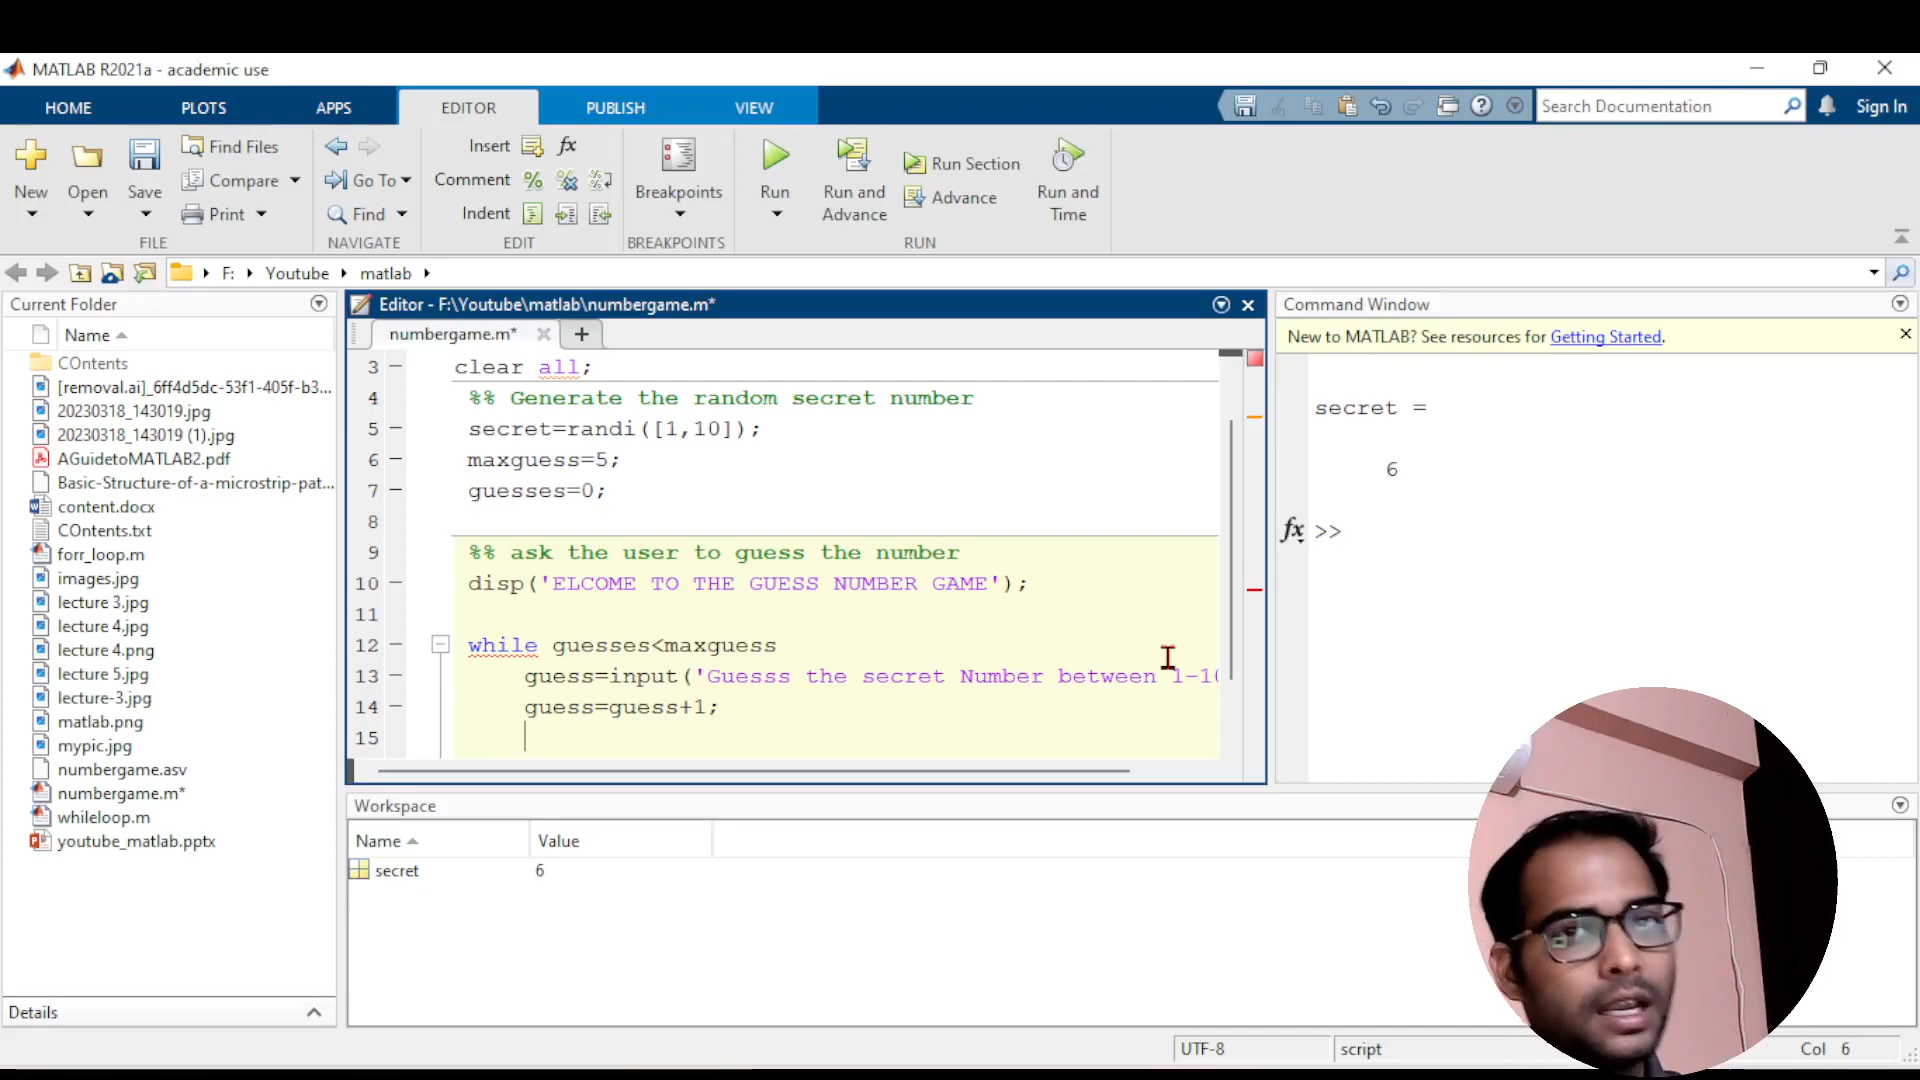 MATLAB R2021a - academic use
HOME PLOTS APPS EDITOR PUBLISH VIEW
Search Documentation
Sign In
New Open Save
Find Files
Compare
Print
FILE
Go To
Find
NAVIGATE
Insert
Comment
Indent
EDIT
Breakpoints
BREAKPOINTS
Run
Run and Advance
Run Section
Advance
Run and Time
RUN
F: Youtube matlab
Current Folder
Name
COntents
[removal.ai]_6ff4d5dc-53f1-405f-b3...
20230318_143019.jpg
20230318_143019 (1).jpg
AGuidetoMATLAB2.pdf
Basic-Structure-of-a-microstrip-pat...
content.docx
COntents.txt
forr_loop.m
images.jpg
lecture 3.jpg
lecture 4.jpg
lecture 4.png
lecture 5.jpg
lecture-3.jpg
matlab.png
mypic.jpg
numbergame.asv
numbergame.m*
whileloop.m
youtube_matlab.pptx
Details
Editor - F:\Youtube\matlab\numbergame.m*
numbergame.m*
3 clear all;
4 %% Generate the random secret number
5 secret=randi([1,10]);
6 maxguess=5;
7 guesses=0;
8
9 %% ask the user to guess the number
10 disp('ELCOME TO THE GUESS NUMBER GAME');
11
12 while guesses<maxguess
13 guess=input('Guesss the secret Number between 1-10
14 guess=guess+1;
15
Command Window
New to MATLAB? See resources for Getting Started.
secret =
6
fx >>
Workspace
Name Value
secret 6
UTF-8 script Col 6